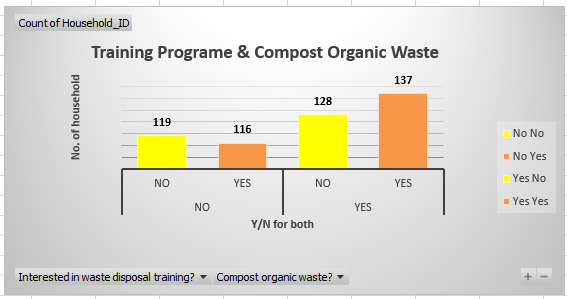 Count of Household_ID
Training Programe & Compost Organic Waste
No. of household
119
116
128
137
NO YES NO YES
NO YES
Y/N for both
No No
No Yes
Yes No
Yes Yes
Interested in waste disposal training? Compost organic waste?
+ −